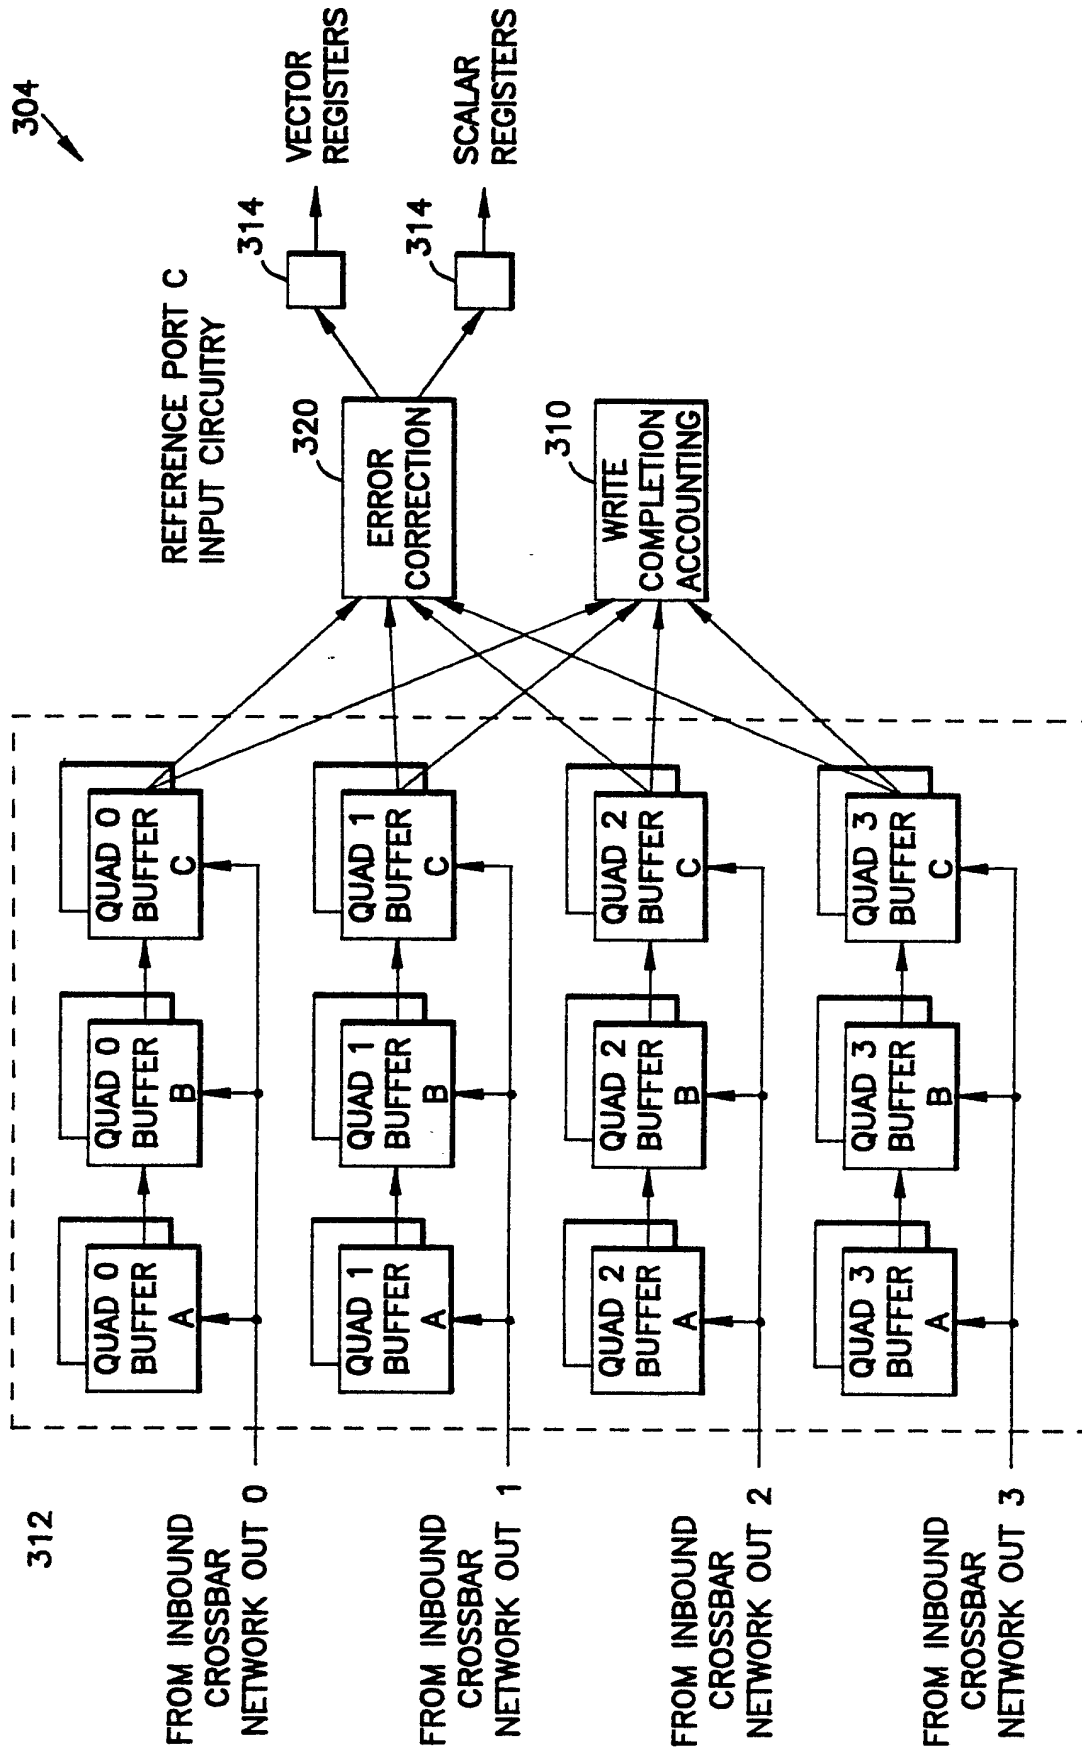 304
REFERENCE PORT C
INPUT CIRCUITRY
312
FROM INBOUND
CROSSBAR
NETWORK OUT 0
QUAD 0
BUFFER
A
QUAD 0
BUFFER
B
QUAD 0
BUFFER
C
FROM INBOUND
CROSSBAR
NETWORK OUT 1
QUAD 1
BUFFER
A
QUAD 1
BUFFER
B
QUAD 1
BUFFER
C
FROM INBOUND
CROSSBAR
NETWORK OUT 2
QUAD 2
BUFFER
A
QUAD 2
BUFFER
B
QUAD 2
BUFFER
C
FROM INBOUND
CROSSBAR
NETWORK OUT 3
QUAD 3
BUFFER
A
QUAD 3
BUFFER
B
QUAD 3
BUFFER
C
320
ERROR
CORRECTION
310
WRITE
COMPLETION
ACCOUNTING
314
VECTOR
REGISTERS
314
SCALAR
REGISTERS